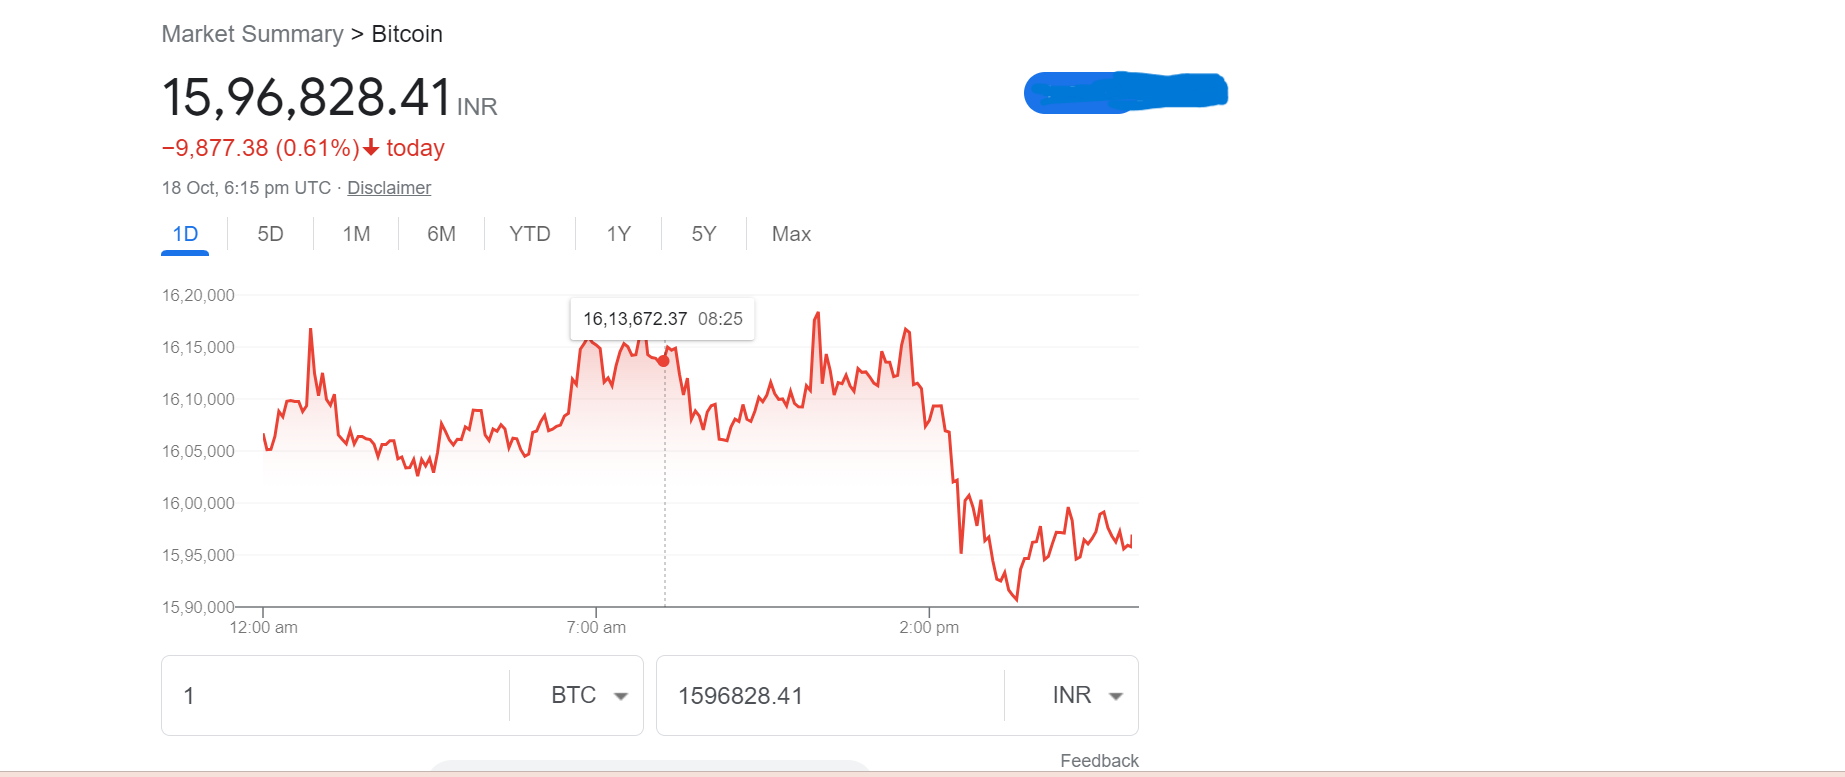 Market Summary > Bitcoin
15,96,828.41 INR
−9,877.38 (0.61%) ↓ today
18 Oct, 6:15 pm UTC · Disclaimer
1D 5D 1M 6M YTD 1Y 5Y Max
16,20,000
16,13,672.37 08:25
16,15,000
16,10,000
16,05,000
16,00,000
15,95,000
15,90,000
12:00 am 7:00 am 2:00 pm
1 BTC 1596828.41 INR
Feedback